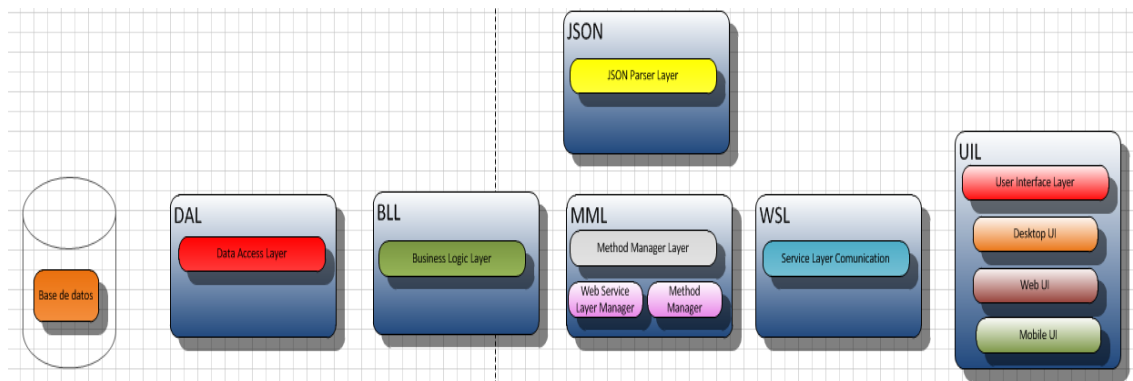 JSON
JSON Parser Layer
Base de datos
DAL
Data Access Layer
BLL
Business Logic Layer
MML
Method Manager Layer
Web Service
Layer Manager
Method
Manager
WSL
Service Layer Comunication
UIL
User Interface Layer
Desktop UI
Web UI
Mobile UI